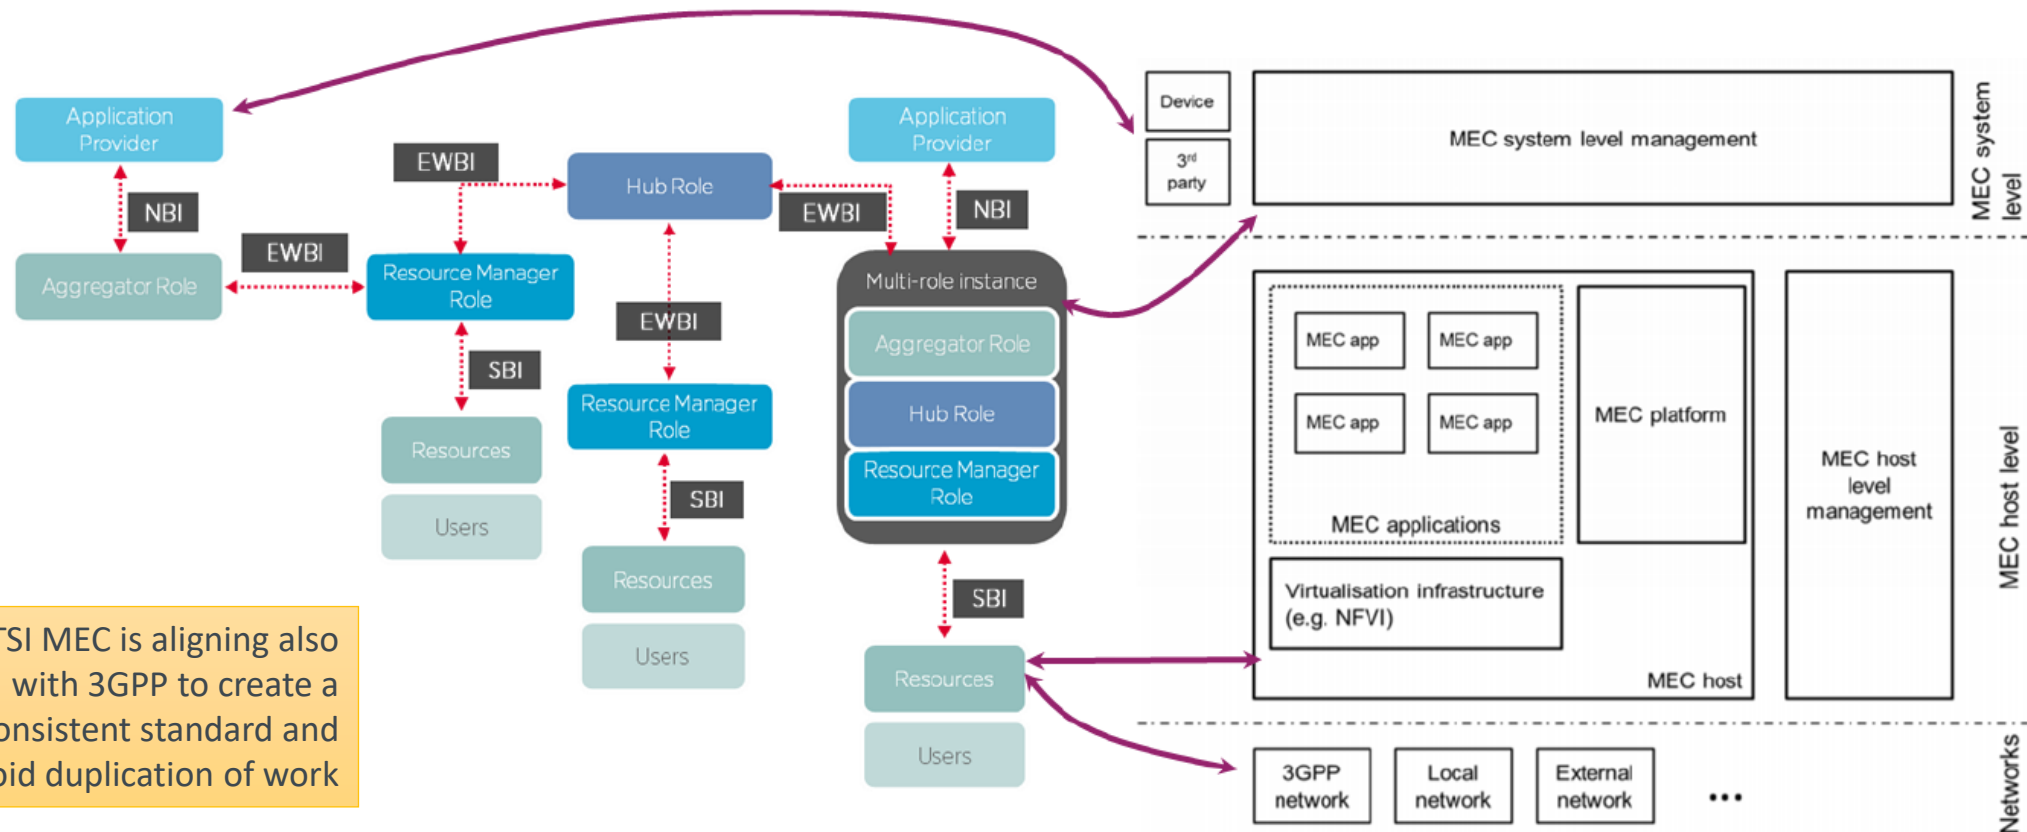 Application
Provider
NBI
Aggregator Role
EWBI
Resource Manager
Role
EWBI
Hub Role
EWBI
EWBI
SBI
Resources
Users
Resource Manager
Role
SBI
Resources
Users
Application
Provider
NBI
Multi-role instance
Aggregator Role
Hub Role
Resource Manager
Role
SBI
Resources
Users
TSI MEC is aligning also
with 3GPP to create a
onsistent standard and
oid duplication of work
Device
3rd
party
MEC system level management
MEC system
level
MEC app
MEC app
MEC app
MEC app
MEC applications
MEC platform
Virtualisation infrastructure
(e.g. NFVI)
MEC host
MEC host
level
management
MEC host level
3GPP
network
Local
network
External
network
...
Networks